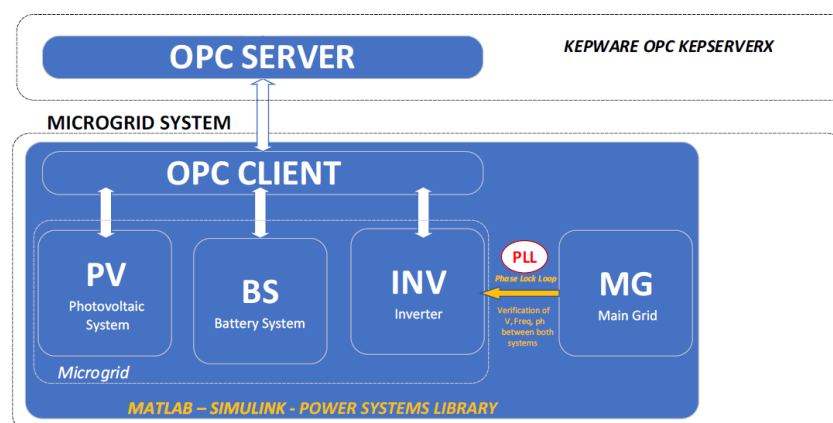 OPC SERVER
KEPWARE OPC KEPSERVERX
MICROGRID SYSTEM
OPC CLIENT
PV
Photovoltaic
System
BS
Battery System
INV
Inverter
PLL
Phase Lock Loop
Verification of
V, Freq, ph
between both
systems
MG
Main Grid
Microgrid
MATLAB – SIMULINK - POWER SYSTEMS LIBRARY